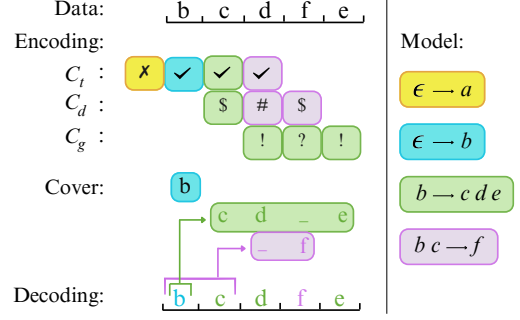 Data: b c d f e
Encoding: Model:
C_t : ✗ ✓ ✓ ✓
ϵ → a
C_d : $ # $
C_g : ! ? !
ϵ → b
Cover: b
b → c d e
c d _ e
_ f
b c → f
Decoding: b c d f e